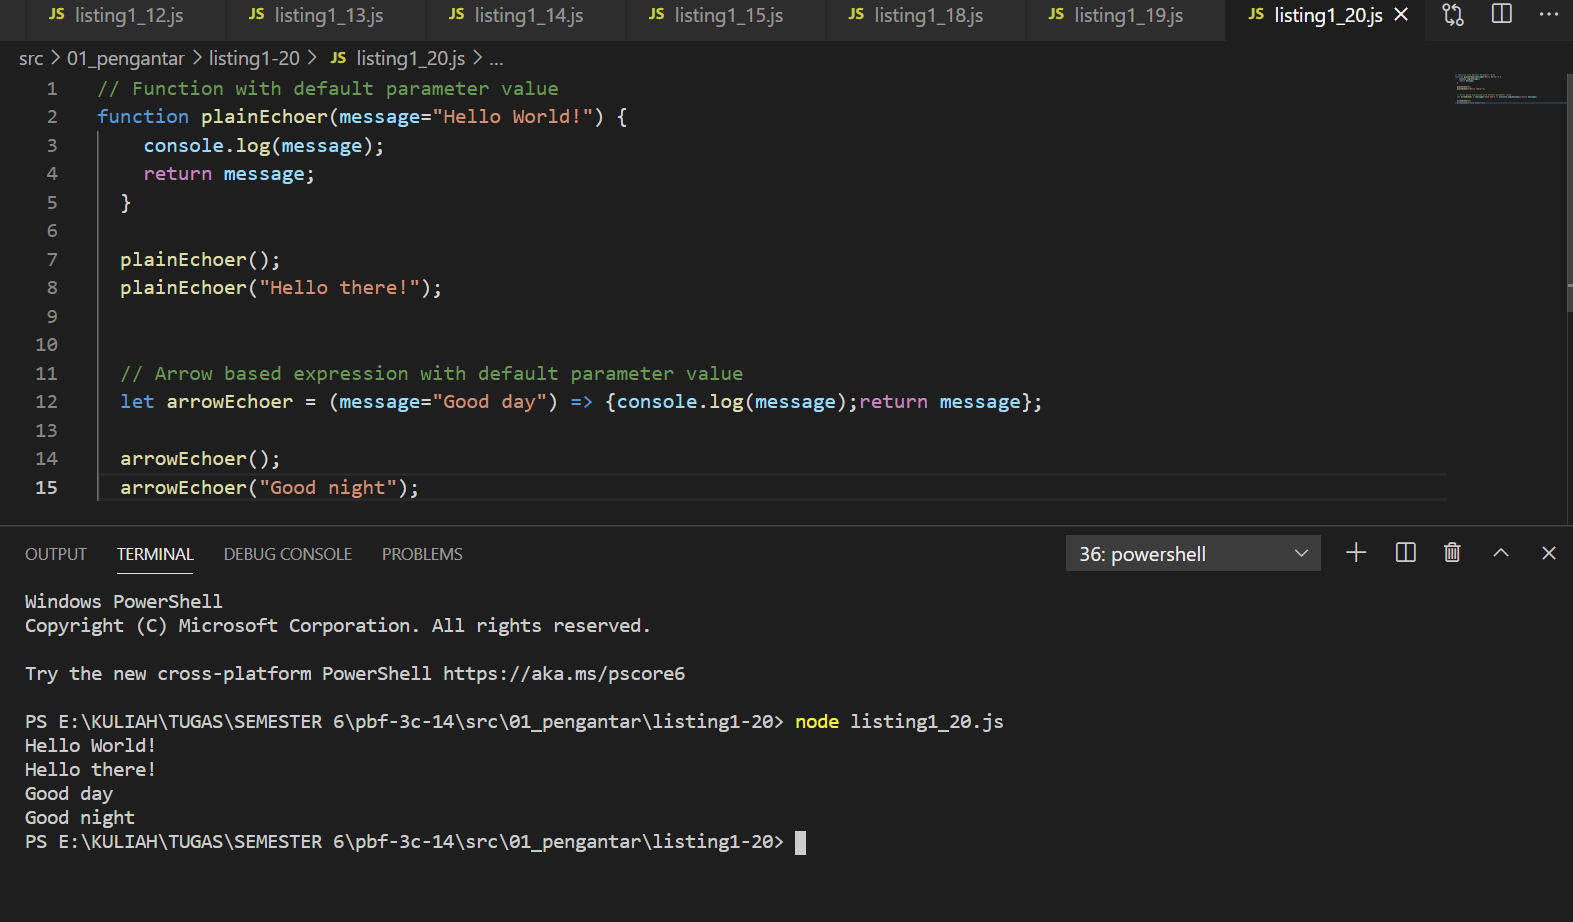 JS listing1_12.js JS listing1_13.js JS listing1_14.js JS listing1_15.js JS listing1_18.js JS listing1_19.js JS listing1_20.js
src > 01_pengantar > listing1-20 > JS listing1_20.js > ...
1 // Function with default parameter value
2 function plainEchoer(message="Hello World!") {
3 console.log(message);
4 return message;
5 }
6
7 plainEchoer();
8 plainEchoer("Hello there!");
9
10
11 // Arrow based expression with default parameter value
12 let arrowEchoer = (message="Good day") => {console.log(message);return message};
13
14 arrowEchoer();
15 arrowEchoer("Good night");
OUTPUT TERMINAL DEBUG CONSOLE PROBLEMS 36: powershell
Windows PowerShell
Copyright (C) Microsoft Corporation. All rights reserved.
Try the new cross-platform PowerShell https://aka.ms/pscore6
PS E:\KULIAH\TUGAS\SEMESTER 6\pbf-3c-14\src\01_pengantar\listing1-20> node listing1_20.js
Hello World!
Hello there!
Good day
Good night
PS E:\KULIAH\TUGAS\SEMESTER 6\pbf-3c-14\src\01_pengantar\listing1-20>